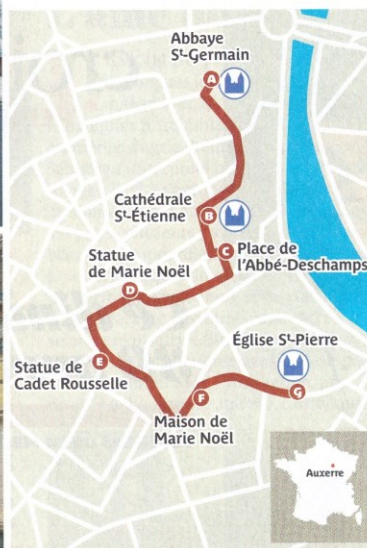 Abbaye
Sᵗ-Germain
A
Cathédrale
Sᵗ-Étienne
B
C
Place de
l'Abbé-Deschamps
Statue
de Marie Noël
D
Église Sᵗ-Pierre
E
Statue de
Cadet Rousselle
F
G
Maison de
Marie Noël
Auxerre